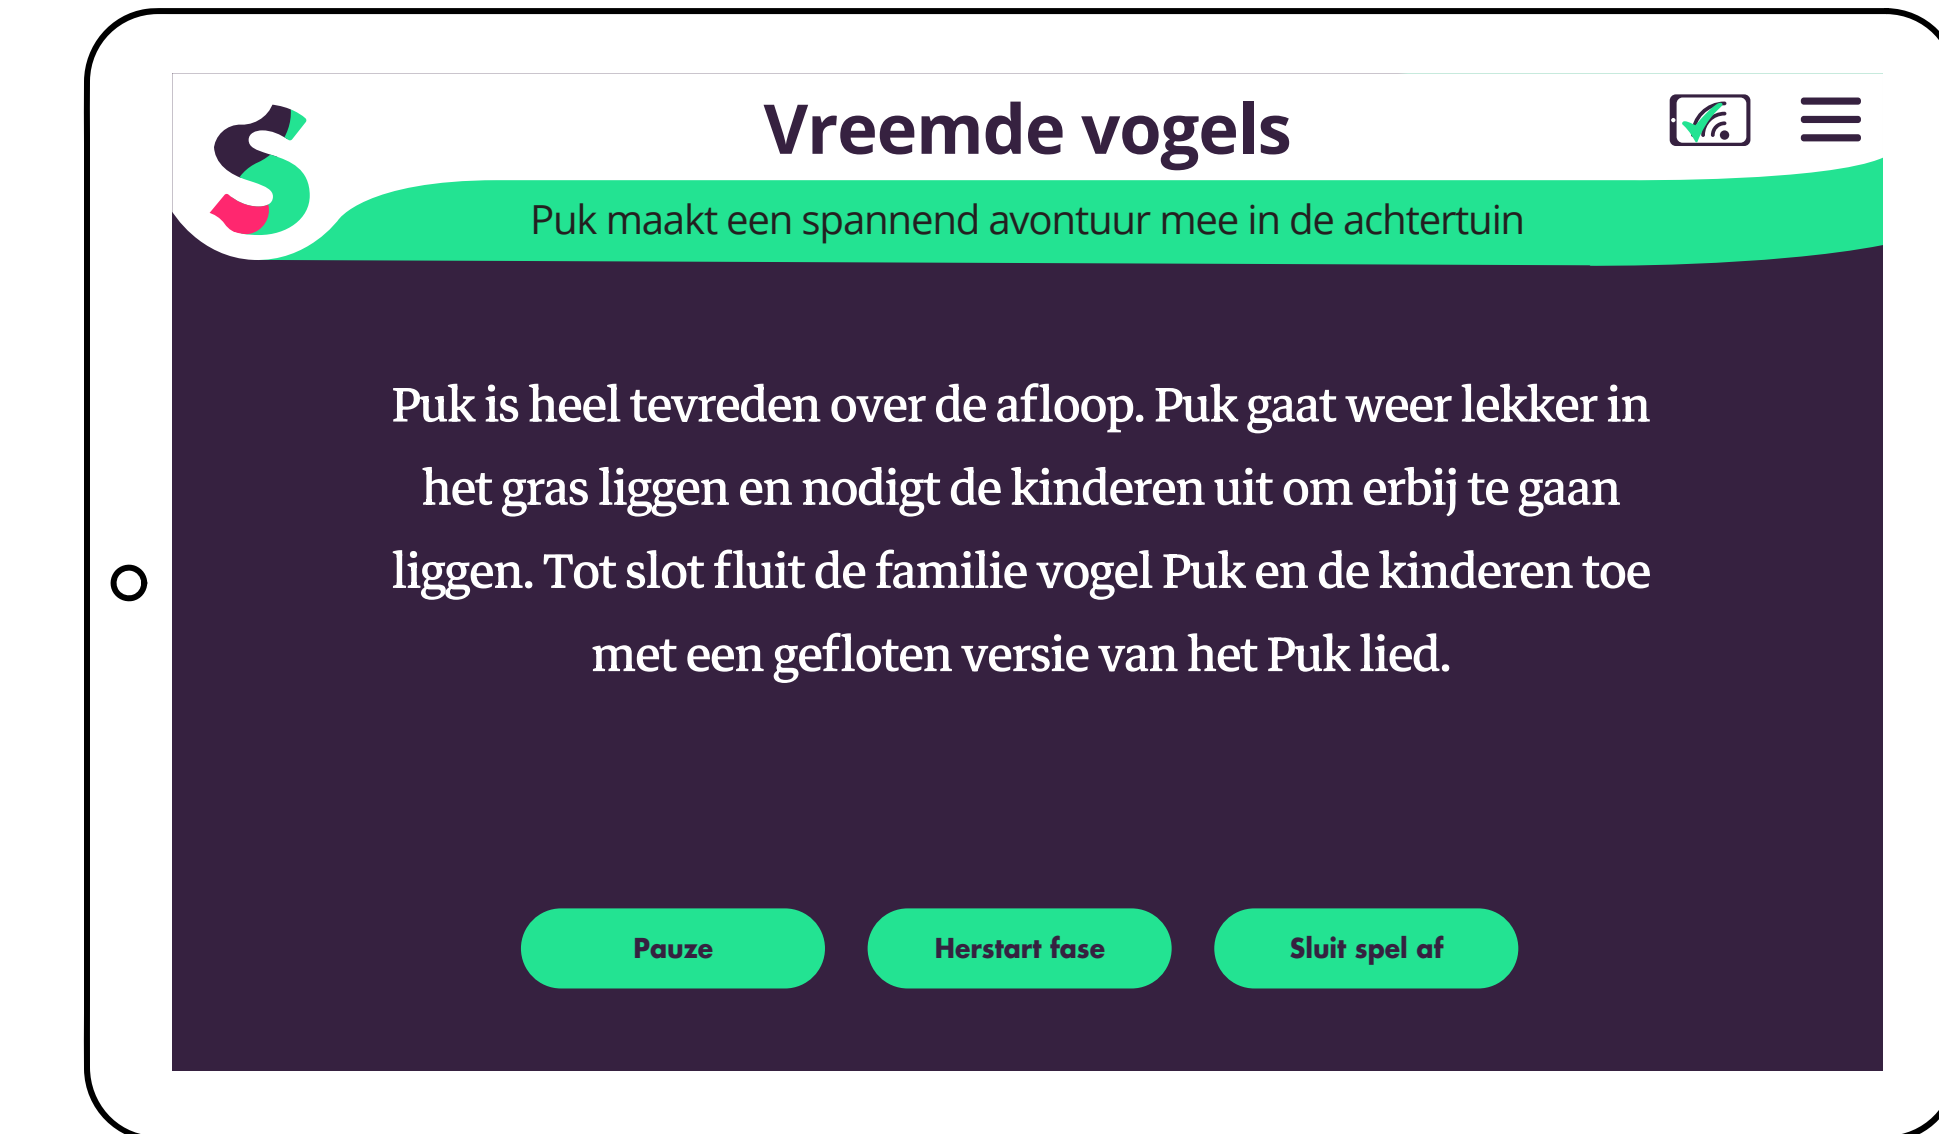 Vreemde vogels
Puk maakt een spannend avontuur mee in de achtertuin
Puk is heel tevreden over de afloop. Puk gaat weer lekker in
het gras liggen en nodigt de kinderen uit om erbij te gaan
liggen. Tot slot fluit de familie vogel Puk en de kinderen toe
met een gefloten versie van het Puk lied.
Pauze
Herstart fase
Sluit spel af